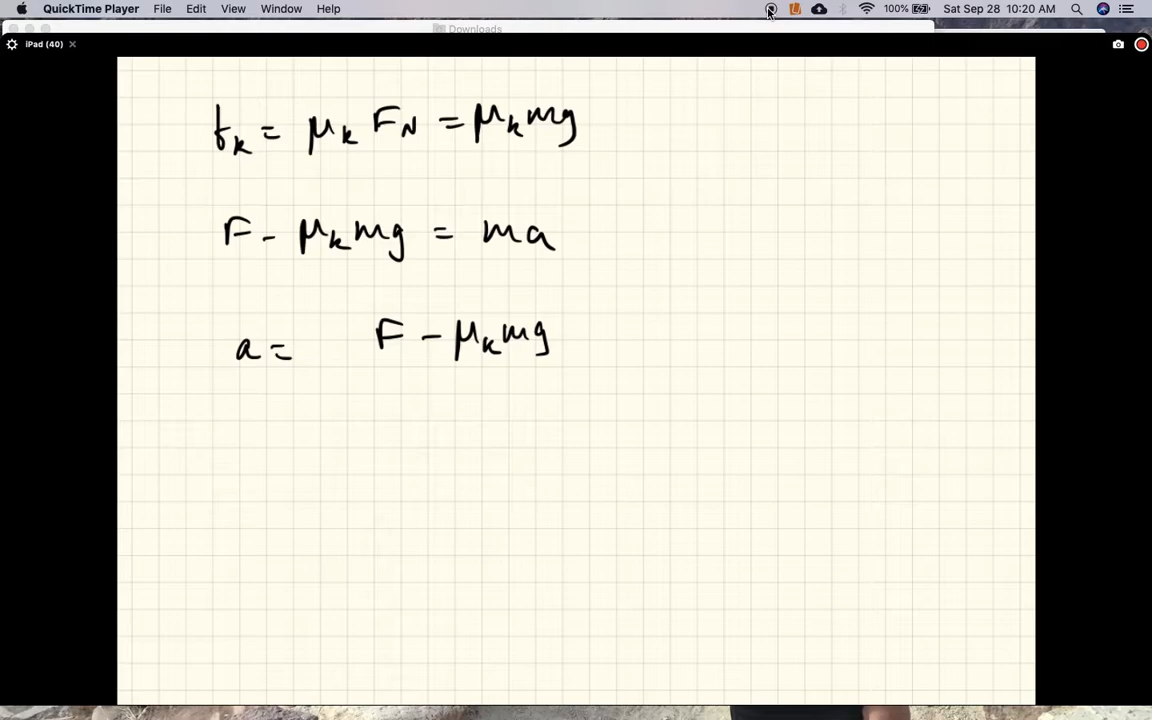 QuickTime Player File Edit View Window Help 100% Sat Sep 28 10:20 AM
Downloads
iPad (40)
fk = μk FN = μk mg
F - μk mg = ma
a = F - μk mg